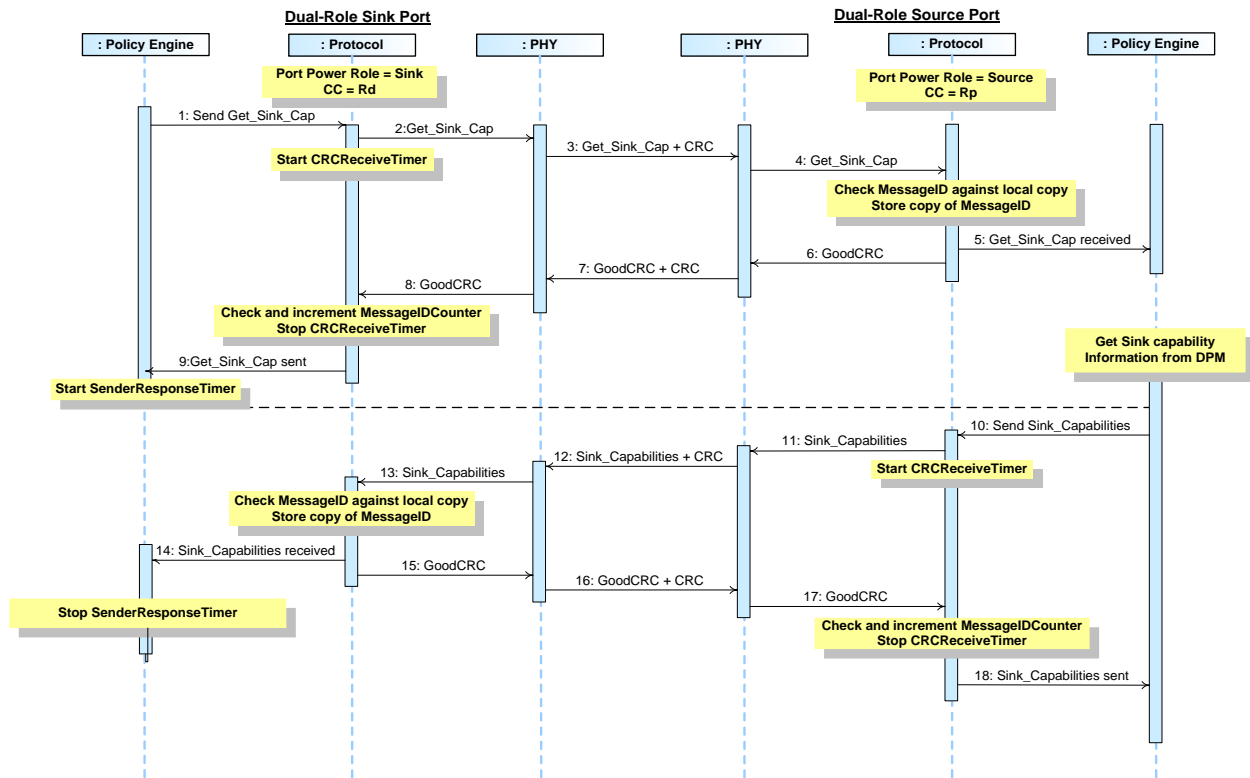 Dual-Role Sink Port
Dual-Role Source Port
: Policy Engine
: Protocol
: PHY
: PHY
: Protocol
: Policy Engine
Port Power Role = Sink
CC = Rd
Port Power Role = Source
CC = Rp
1: Send Get_Sink_Cap
2:Get_Sink_Cap
Start CRCReceiveTimer
3: Get_Sink_Cap + CRC
4: Get_Sink_Cap
Check MessageID against local copy
Store copy of MessageID
5: Get_Sink_Cap received
6: GoodCRC
7: GoodCRC + CRC
8: GoodCRC
Check and increment MessageIDCounter
Stop CRCReceiveTimer
9:Get_Sink_Cap sent
Start SenderResponseTimer
Get Sink capability
Information from DPM
10: Send Sink_Capabilities
11: Sink_Capabilities
Start CRCReceiveTimer
12: Sink_Capabilities + CRC
13: Sink_Capabilities
Check MessageID against local copy
Store copy of MessageID
14: Sink_Capabilities received
15: GoodCRC
16: GoodCRC + CRC
17: GoodCRC
Stop SenderResponseTimer
Check and increment MessageIDCounter
Stop CRCReceiveTimer
18: Sink_Capabilities sent